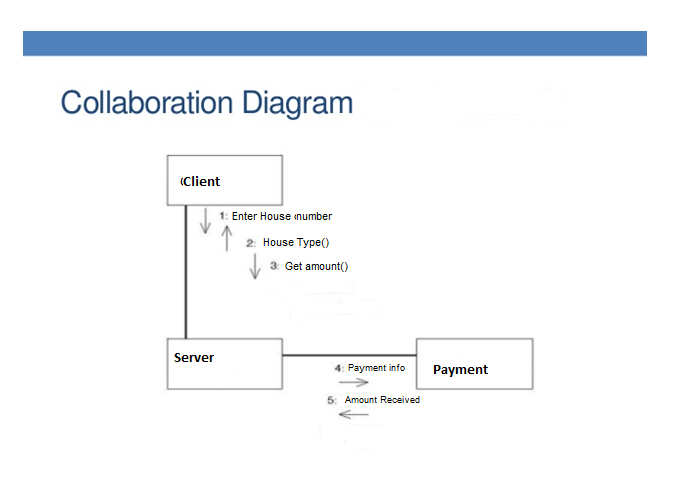 Collaboration Diagram
Client
1: Enter House number
2: House Type()
3: Get amount()
Server
4: Payment info
Payment
5: Amount Received